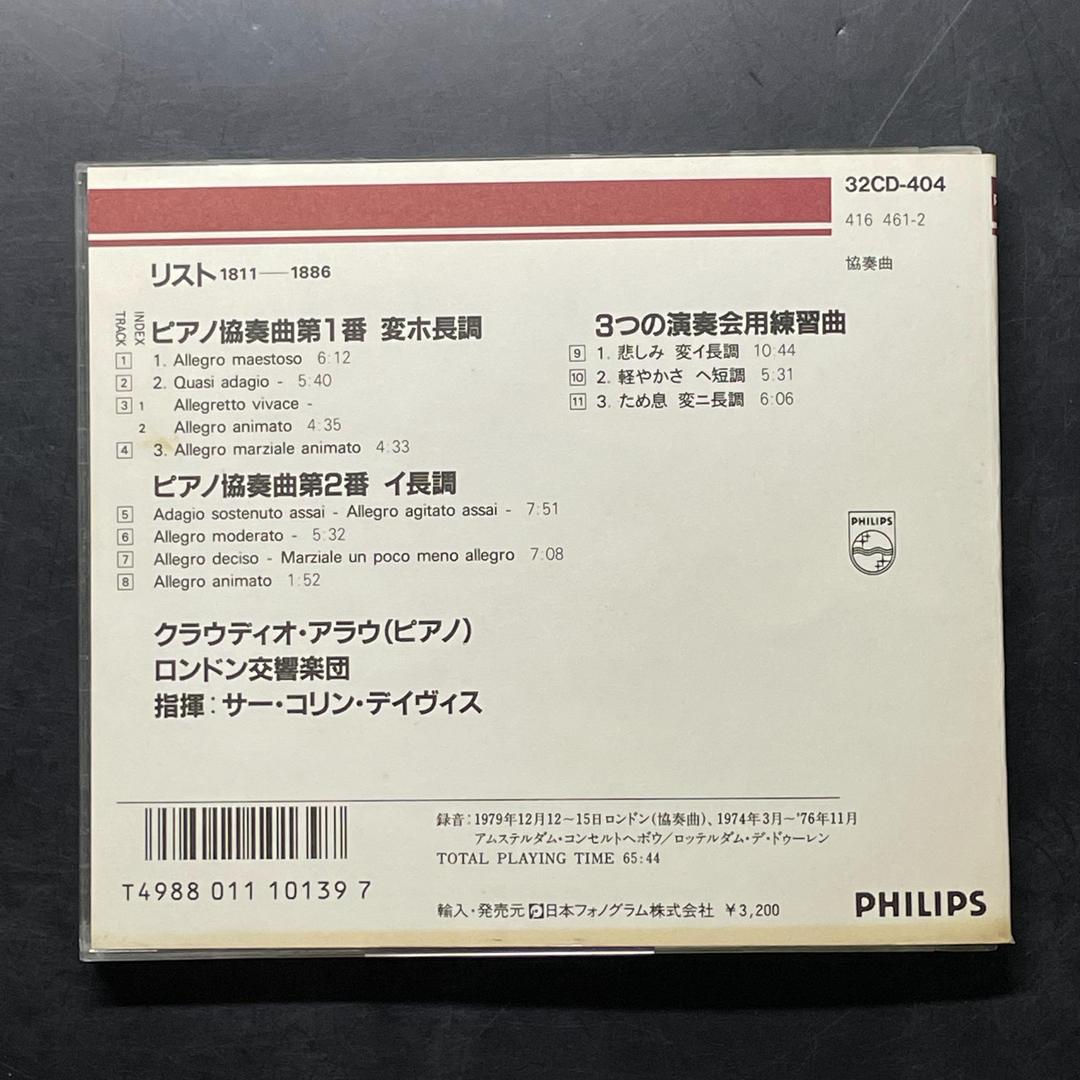 32CD-404
416 461-2
協奏曲
リスト 1811——1886
INDEX
TRACK
ピアノ協奏曲第1番 変ホ長調
1 1. Allegro maestoso 6:12
2 2. Quasi adagio - 5:40
3 1 Allegretto vivace -
2 Allegro animato 4:35
4 3. Allegro marziale animato 4:33
ピアノ協奏曲第2番 イ長調
5 Adagio sostenuto assai - Allegro agitato assai - 7:51
6 Allegro moderato - 5:32
7 Allegro deciso - Marziale un poco meno allegro 7:08
8 Allegro animato 1:52
3つの演奏会用練習曲
9 1. 悲しみ 変イ長調 10:44
10 2. 軽やかさ ヘ短調 5:31
11 3. ため息 変ニ長調 6:06
PHILIPS
クラウディオ・アラウ(ピアノ)
ロンドン交響楽団
指揮:サー・コリン・デイヴィス
T4988 011 10139 7
録音:1979年12月12〜15日ロンドン(協奏曲)、1974年3月〜'76年11月
アムステルダム・コンセルトヘボウ/ロッテルダム・デ・ドゥーレン
TOTAL PLAYING TIME 65:44
輸入・発売元 日本フォノグラム株式会社 ¥3,200
PHILIPS